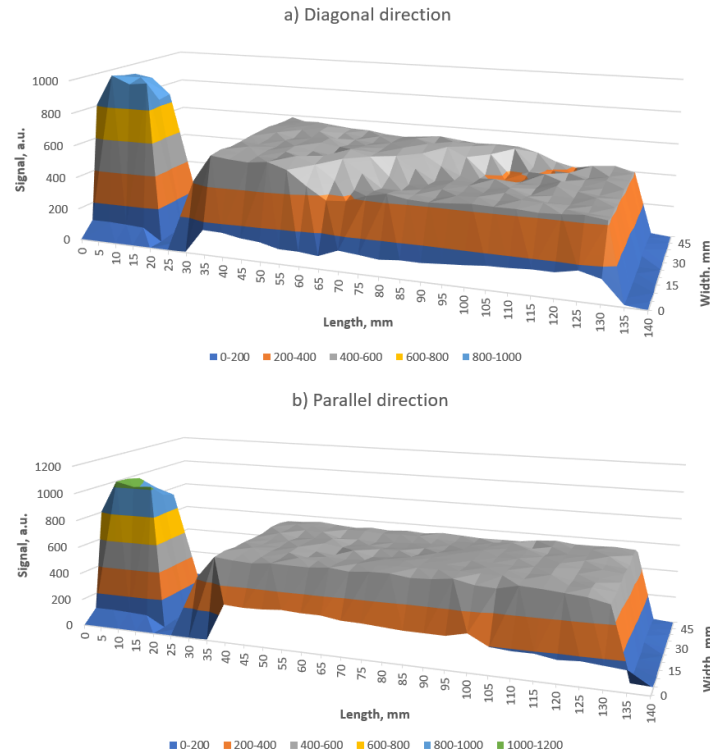 a) Diagonal direction
1000
800
600
400
200
0
Signal, a.u.
0 5 10 15 20 25 30 35 40 45 50 55 60 65 70 75 80 85 90 95 100 105 110 115 120 125 130 135 140
Length, mm
45
30
15
0
Width, mm
0-200 200-400 400-600 600-800 800-1000
b) Parallel direction
1200
1000
800
600
400
200
0
Signal, a.u.
0 5 10 15 20 25 30 35 40 45 50 55 60 65 70 75 80 85 90 95 100 105 110 115 120 125 130 135 140
Length, mm
45
30
15
0
Width, mm
0-200 200-400 400-600 600-800 800-1000 1000-1200